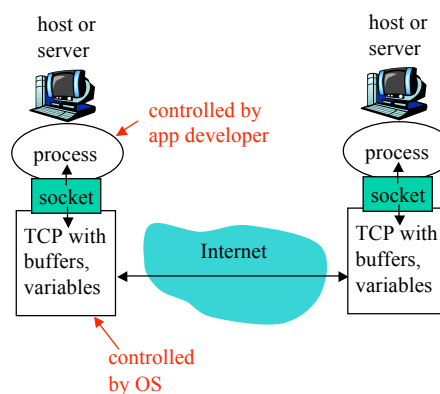 host or
server
controlled by
app developer
process
socket
TCP with
buffers,
variables
controlled
by OS
Internet
host or
server
process
socket
TCP with
buffers,
variables